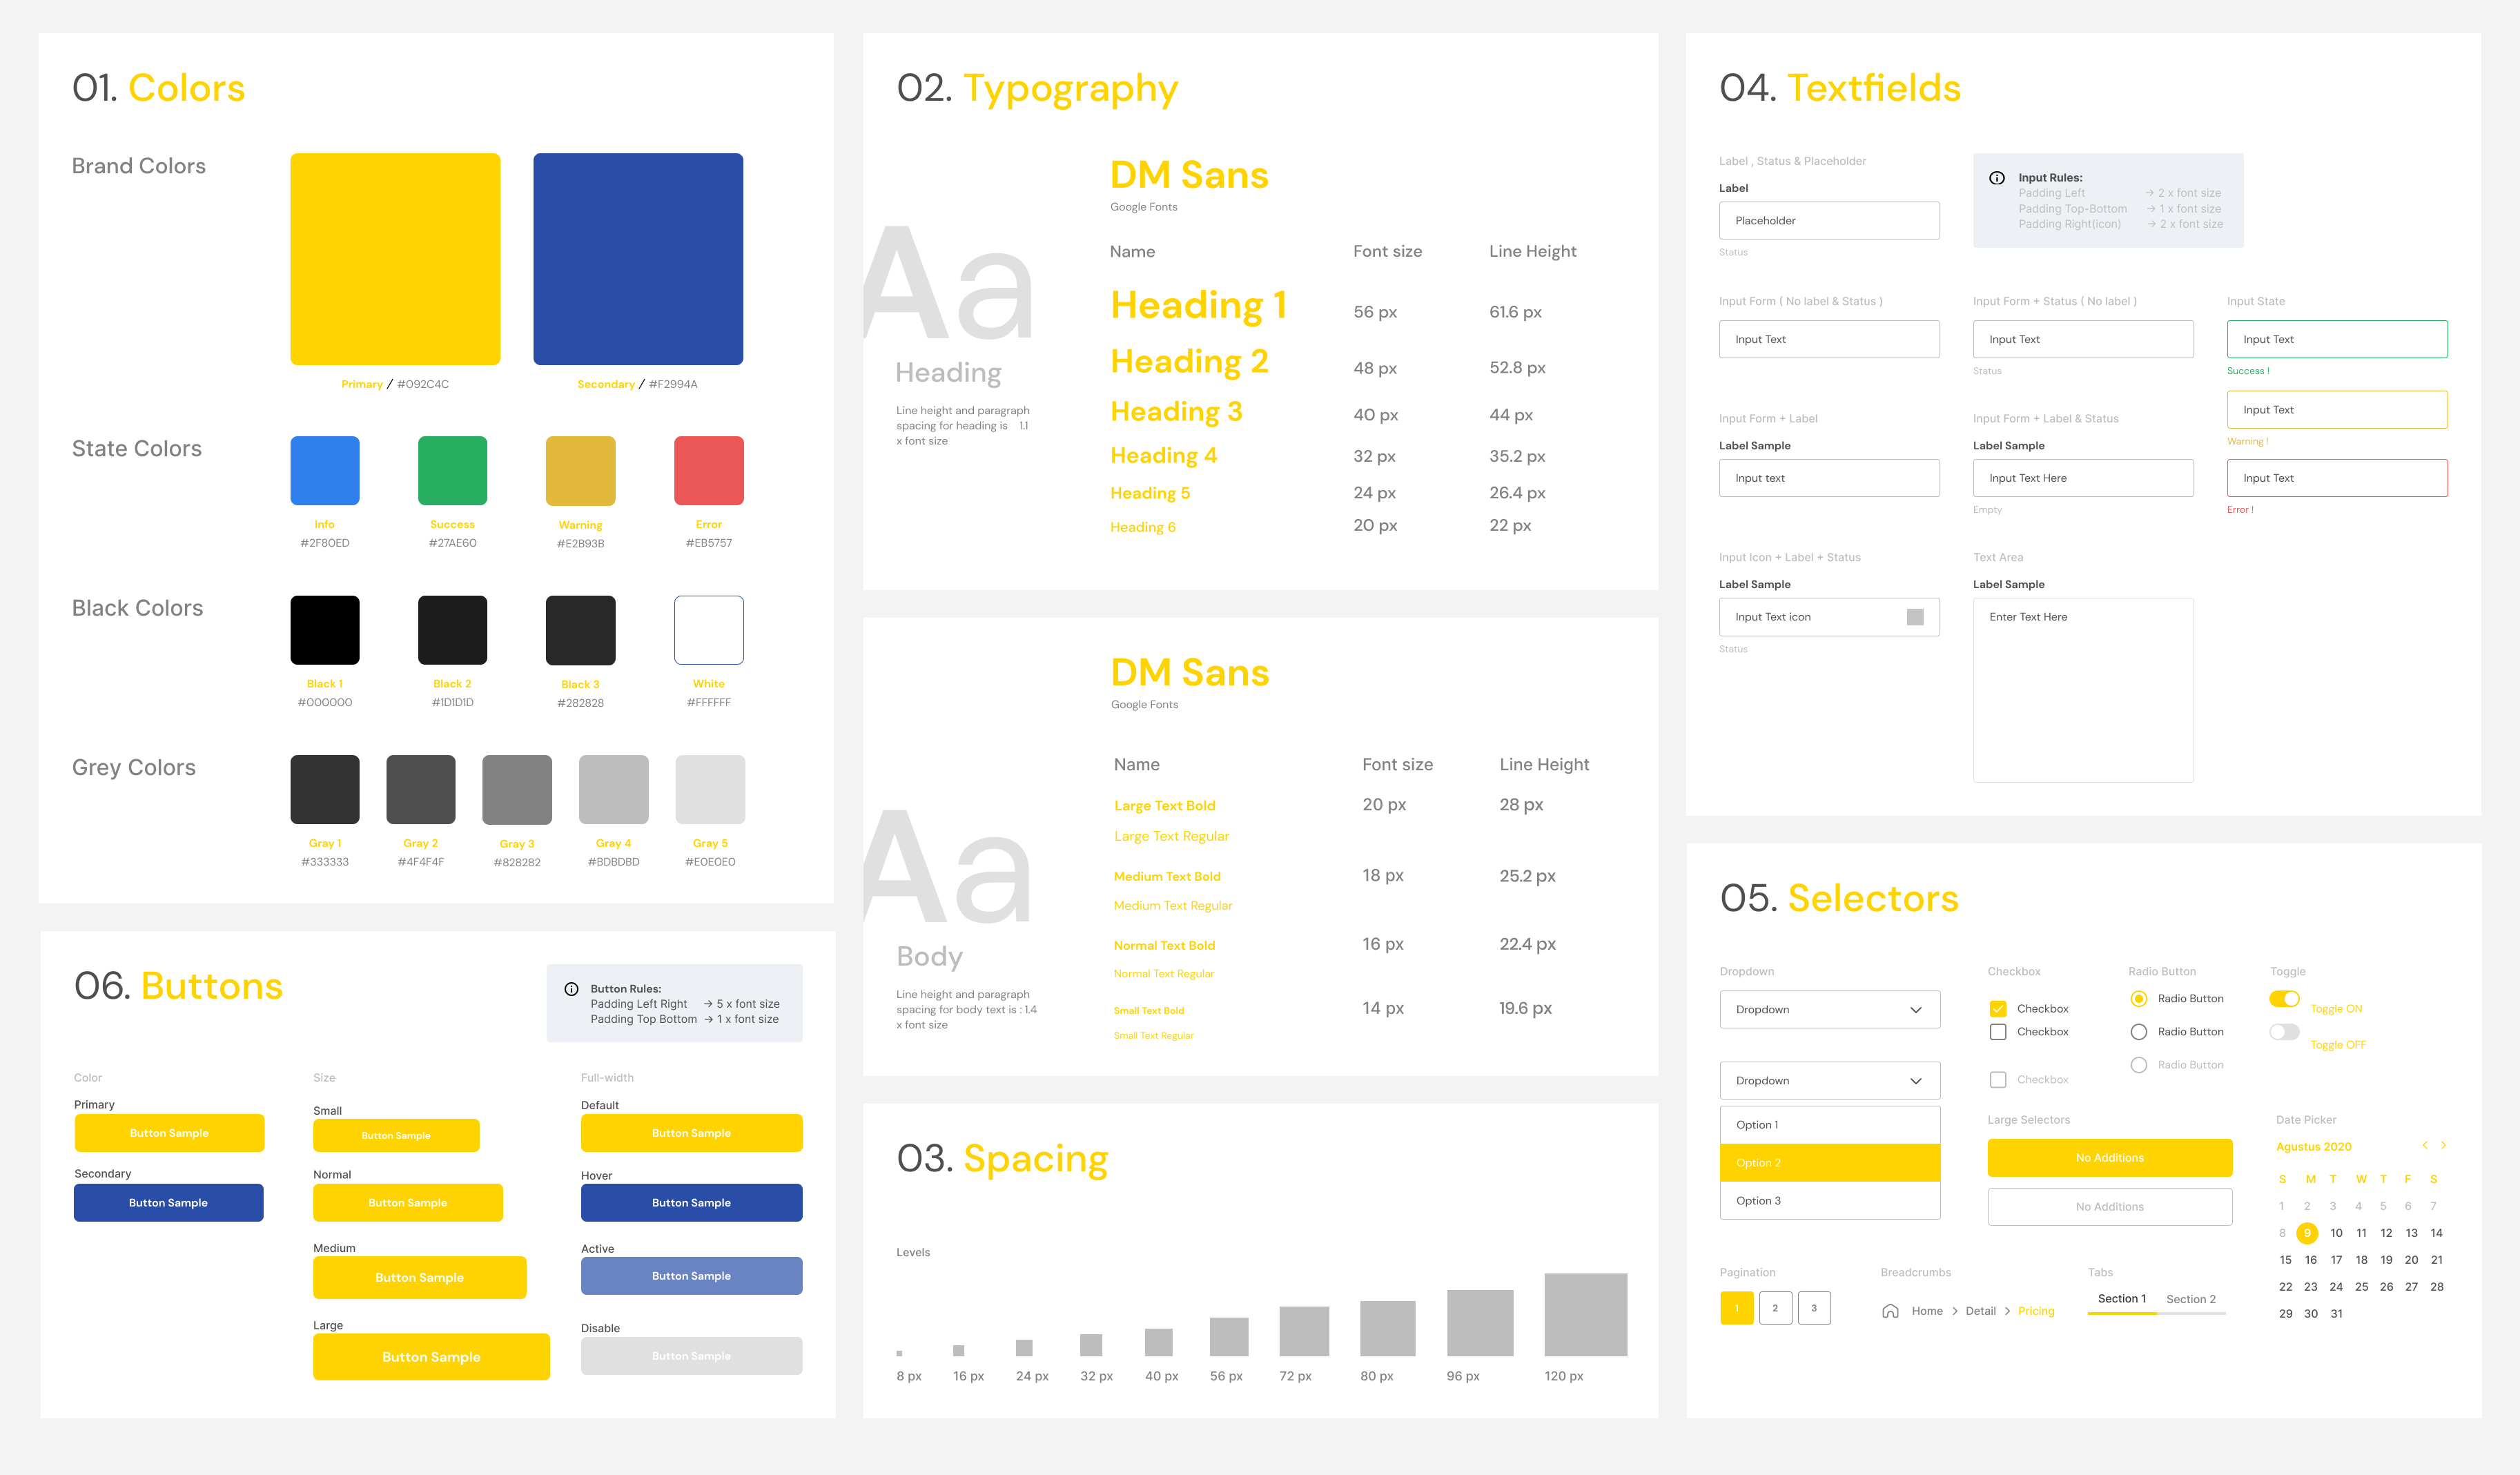 01. Colors
Brand Colors
Primary / #092C4C
Secondary / #F2994A
State Colors
Info
#2F80ED
Success
#27AE60
Warning
#E2B93B
Error
#EB5757
Black Colors
Black 1
#000000
Black 2
#1D1D1D
Black 3
#282828
White
#FFFFFF
Grey Colors
Gray 1
#333333
Gray 2
#4F4F4F
Gray 3
#828282
Gray 4
#BDBDBD
Gray 5
#E0E0E0
02. Typography
DM Sans
Google Fonts
Aa
Heading
Line height and paragraph
spacing for heading is 1.1
x font size
Name Font size Line Height
Heading 1 56 px 61.6 px
Heading 2 48 px 52.8 px
Heading 3 40 px 44 px
Heading 4 32 px 35.2 px
Heading 5 24 px 26.4 px
Heading 6 20 px 22 px
DM Sans
Google Fonts
Aa
Body
Line height and paragraph
spacing for body text is : 1.4
x font size
Name Font size Line Height
Large Text Bold 20 px 28 px
Large Text Regular
Medium Text Bold 18 px 25.2 px
Medium Text Regular
Normal Text Bold 16 px 22.4 px
Normal Text Regular
Small Text Bold 14 px 19.6 px
Small Text Regular
03. Spacing
Levels
8 px 16 px 24 px 32 px 40 px 56 px 72 px 80 px 96 px 120 px
04. Textfields
Label , Status & Placeholder
Label
Placeholder
Status
Input Rules:
Padding Left → 2 x font size
Padding Top-Bottom → 1 x font size
Padding Right(icon) → 2 x font size
Input Form ( No label & Status )
Input Text
Input Form + Status ( No label )
Input Text
Status
Input State
Input Text
Success !
Input Text
Warning !
Input Text
Error !
Input Form + Label
Label Sample
Input text
Input Form + Label & Status
Label Sample
Input Text Here
Empty
Input Icon + Label + Status
Label Sample
Input Text icon
Status
Text Area
Label Sample
Enter Text Here
05. Selectors
Dropdown
Dropdown
Dropdown
Option 1
Option 2
Option 3
Checkbox
Checkbox
Checkbox
Checkbox
Radio Button
Radio Button
Radio Button
Radio Button
Toggle
Toggle ON
Toggle OFF
Large Selectors
No Additions
No Additions
Date Picker
Agustus 2020 < >
S M T W T F S
1 2 3 4 5 6 7
8 9 10 11 12 13 14
15 16 17 18 19 20 21
22 23 24 25 26 27 28
29 30 31
Pagination
1 2 3
Breadcrumbs
Home > Detail > Pricing
Tabs
Section 1 Section 2
06. Buttons
Button Rules:
Padding Left Right → 5 x font size
Padding Top Bottom → 1 x font size
Color
Primary
Button Sample
Secondary
Button Sample
Size
Small
Button Sample
Normal
Button Sample
Medium
Button Sample
Large
Button Sample
Full-width
Default
Button Sample
Hover
Button Sample
Active
Button Sample
Disable
Button Sample